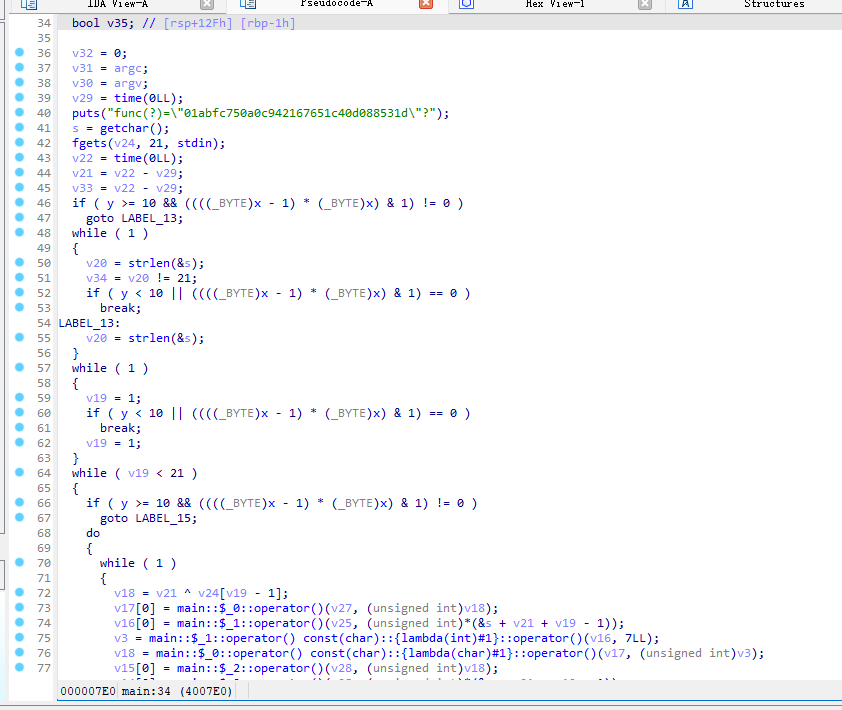 IDA View-A Pseudocode-A Hex View-1 Structures
34 bool v35; // [rsp+12Fh] [rbp-1h]
35
36 v32 = 0;
37 v31 = argc;
38 v30 = argv;
39 v29 = time(0LL);
40 puts("func(?)=\"01abfc750a0c942167651c40d088531d\"?");
41 s = getchar();
42 fgets(v24, 21, stdin);
43 v22 = time(0LL);
44 v21 = v22 - v29;
45 v33 = v22 - v29;
46 if ( y >= 10 && ((((_BYTE)x - 1) * (_BYTE)x) & 1) != 0 )
47 goto LABEL_13;
48 while ( 1 )
49 {
50 v20 = strlen(&s);
51 v34 = v20 != 21;
52 if ( y < 10 || ((((_BYTE)x - 1) * (_BYTE)x) & 1) == 0 )
53 break;
54 LABEL_13:
55 v20 = strlen(&s);
56 }
57 while ( 1 )
58 {
59 v19 = 1;
60 if ( y < 10 || ((((_BYTE)x - 1) * (_BYTE)x) & 1) == 0 )
61 break;
62 v19 = 1;
63 }
64 while ( v19 < 21 )
65 {
66 if ( y >= 10 && ((((_BYTE)x - 1) * (_BYTE)x) & 1) != 0 )
67 goto LABEL_15;
68 do
69 {
70 while ( 1 )
71 {
72 v18 = v21 ^ v24[v19 - 1];
73 v17[0] = main::$_0::operator()(v27, (unsigned int)v18);
74 v16[0] = main::$_1::operator()(v25, (unsigned int)*(&s + v21 + v19 - 1));
75 v3 = main::$_1::operator() const(char)::{lambda(int)#1}::operator()(v16, 7LL);
76 v18 = main::$_0::operator() const(char)::{lambda(char)#1}::operator()(v17, (unsigned int)v3);
77 v15[0] = main::$_2::operator()(v28, (unsigned int)v18);
000007E0 main:34 (4007E0)